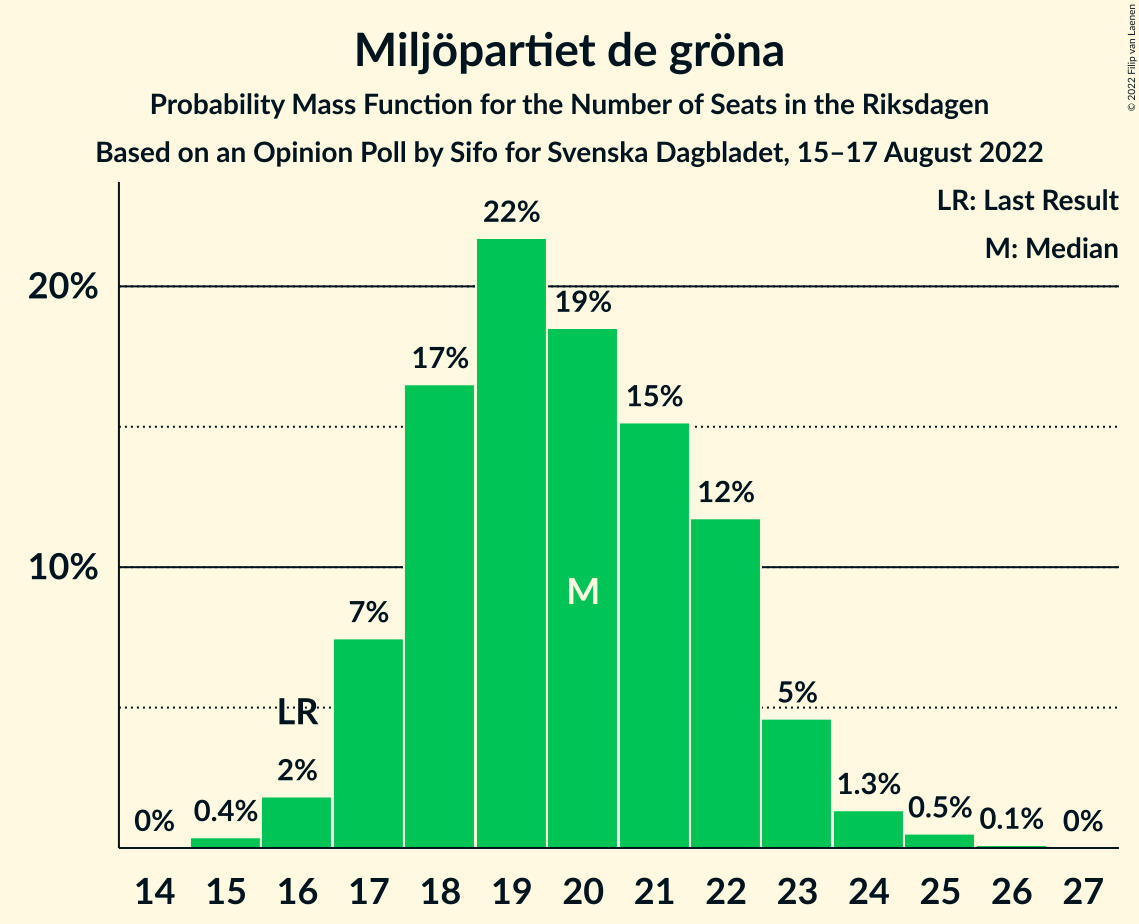 Miljöpartiet de gröna
Probability Mass Function for the Number of Seats in the Riksdagen
Based on an Opinion Poll by Sifo for Svenska Dagbladet, 15–17 August 2022
© 2022 Filip van Laenen
LR: Last Result
M: Median
20%
10%
0%
0.4%
LR
2%
7%
17%
22%
19%
M
15%
12%
5%
1.3%
0.5%
0.1%
0%
14 15 16 17 18 19 20 21 22 23 24 25 26 27